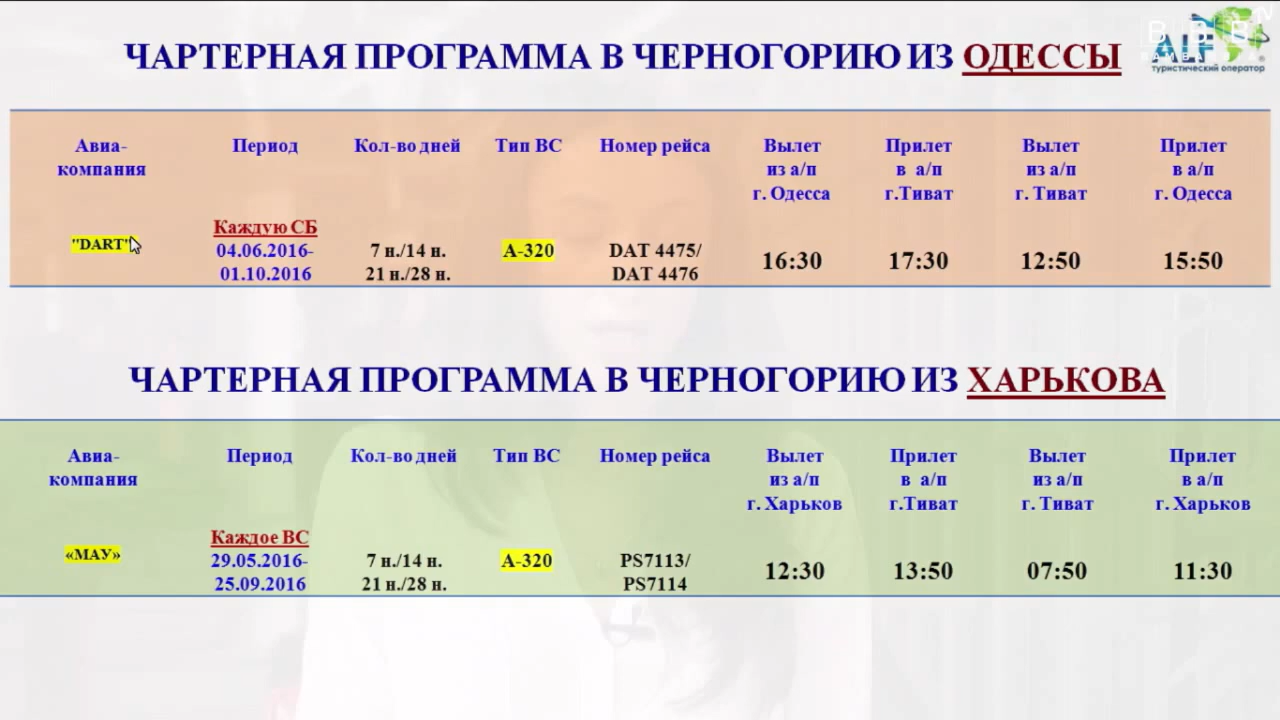 ЧАРТЕРНАЯ ПРОГРАММА В ЧЕРНОГОРИЮ ИЗ ОДЕССЫ
туристический оператор
Авиа-
компания
Период
Кол-во дней
Тип ВС
Номер рейса
Вылет
из а/п
г. Одесса
Прилет
в а/п
г.Тиват
Вылет
из а/п
г. Тиват
Прилет
в а/п
г. Одесса
"DART"
Каждую СБ
04.06.2016-
01.10.2016
7 н./14 н.
21 н./28 н.
А-320
DAT 4475/
DAT 4476
16:30
17:30
12:50
15:50
ЧАРТЕРНАЯ ПРОГРАММА В ЧЕРНОГОРИЮ ИЗ ХАРЬКОВА
Авиа-
компания
Период
Кол-во дней
Тип ВС
Номер рейса
Вылет
из а/п
г. Харьков
Прилет
в а/п
г.Тиват
Вылет
из а/п
г. Тиват
Прилет
в а/п
г. Харьков
«МАУ»
Каждое ВС
29.05.2016-
25.09.2016
7 н./14 н.
21 н./28 н.
А-320
PS7113/
PS7114
12:30
13:50
07:50
11:30